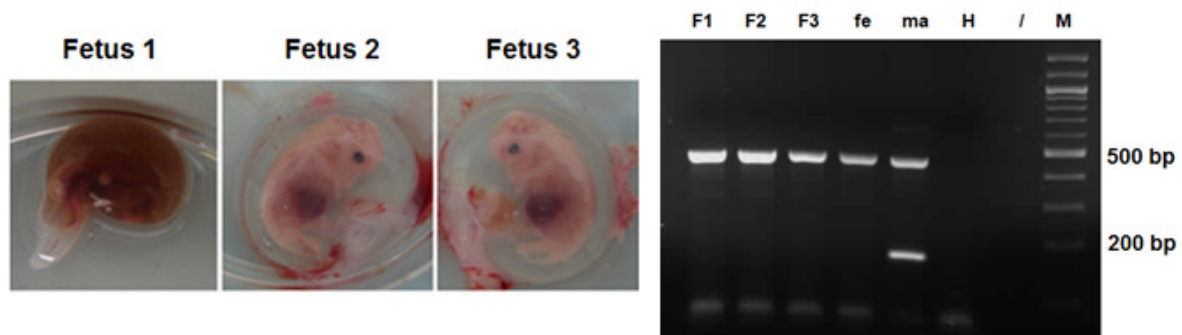 Fetus 1
Fetus 2
Fetus 3
F1 F2 F3 fe ma H / M
500 bp
200 bp